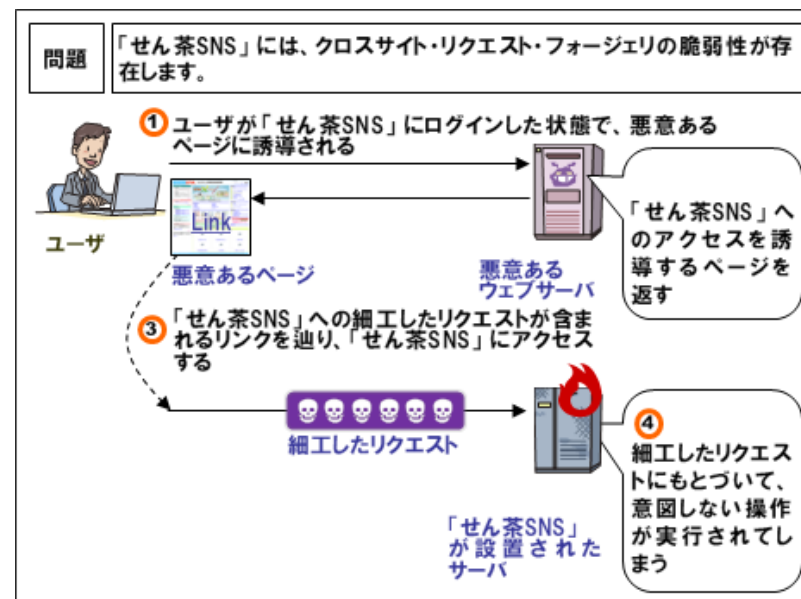 問題
「せん茶SNS」には、クロスサイト・リクエスト・フォージェリの脆弱性が存
在します。
1 ユーザが「せん茶SNS」にログインした状態で、悪意ある
ページに誘導される
Link
ユーザ
悪意あるページ
悪意ある
ウェブサーバ
「せん茶SNS」へ
のアクセスを誘
導するページを
返す
3 「せん茶SNS」への細工したリクエストが含ま
れるリンクを辿り、「せん茶SNS」にアクセス
する
細工したリクエスト
「せん茶SNS」
が設置された
サーバ
4
細工したリクエス
トにもとづいて、
意図しない操作
が実行されてし
まう